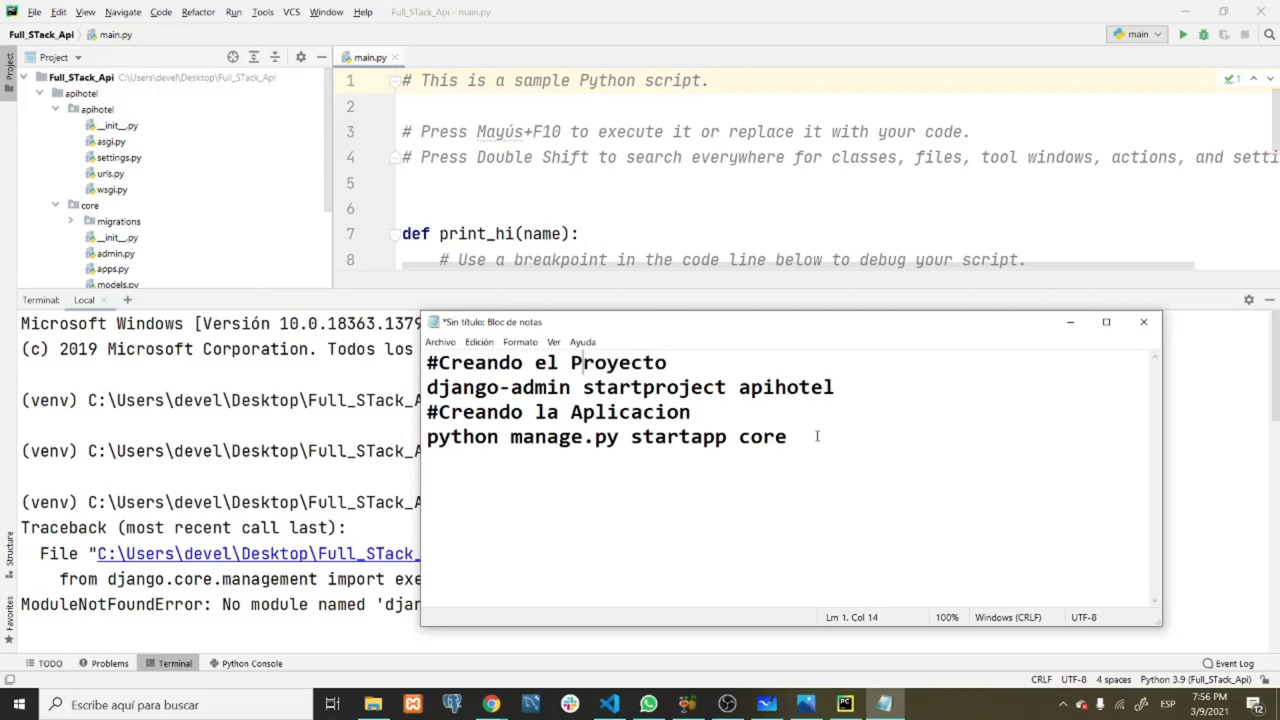 File Edit View Navigate Code Refactor Run Tools VCS Window Help Full_STack_Api - main.py
Full_STack_Api main.py main
Project main.py
Full_STack_Api C:\Users\devel\Desktop\Full_STack_Api
apihotel
apihotel
__init__.py
asgi.py
settings.py
urls.py
wsgi.py
core
migrations
__init__.py
admin.py
apps.py
models.py
1 # This is a sample Python script.
2
3 # Press Mayús+F10 to execute it or replace it with your code.
4 # Press Double Shift to search everywhere for classes, files, tool windows, actions, and setti
5
6
7 def print_hi(name):
8 # Use a breakpoint in the code line below to debug your script.
1
Project
Structure
Favorites
Terminal: Local
Microsoft Windows [Versión 10.0.18363.1379
(c) 2019 Microsoft Corporation. Todos los
(venv) C:\Users\devel\Desktop\Full_STack_A
(venv) C:\Users\devel\Desktop\Full_STack_A
(venv) C:\Users\devel\Desktop\Full_STack_A
Traceback (most recent call last):
File "C:\Users\devel\Desktop\Full_STack_
from django.core.management import exe
ModuleNotFoundError: No module named 'djan
*Sin título: Bloc de notas
Archivo Edición Formato Ver Ayuda
#Creando el Proyecto
django-admin startproject apihotel
#Creando la Aplicacion
python manage.py startapp core
Ln 1, Col 14 100% Windows (CRLF) UTF-8
TODO Problems Terminal Python Console Event Log
CRLF UTF-8 4 spaces Python 3.9 (Full_STack_Api)
Escribe aquí para buscar
ESP
7:56 PM
3/9/2021
12